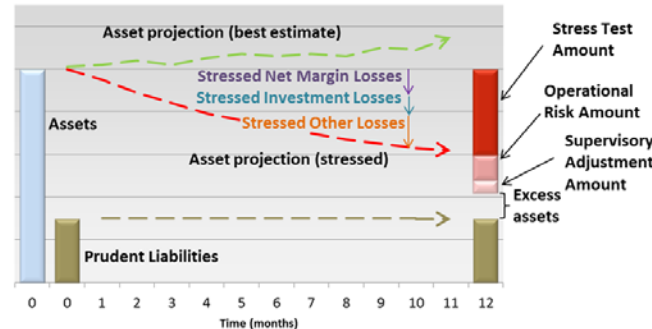 Asset projection (best estimate)
Stress Test
Amount
Stressed Net Margin Losses
Stressed Investment Losses
Operational
Risk Amount
Stressed Other Losses
Assets
Supervisory
Adjustment
Amount
Asset projection (stressed)
Excess
assets
Prudent Liabilities
0 0 1 2 3 4 5 6 7 8 9 10 11 12
Time (months)